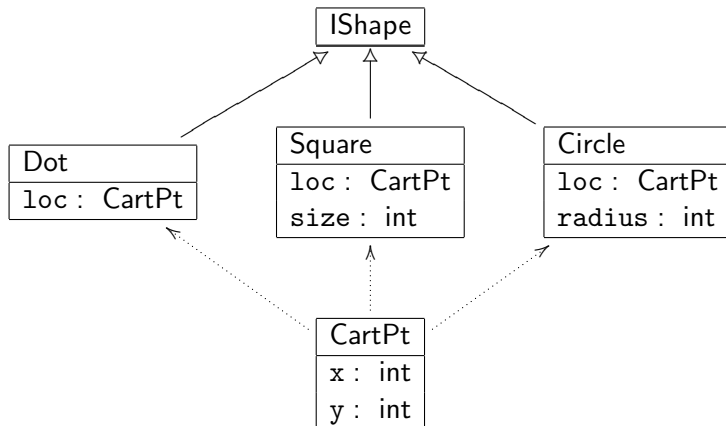 IShape
Dot
loc : CartPt
Square
loc : CartPt
size : int
Circle
loc : CartPt
radius : int
CartPt
x : int
y : int